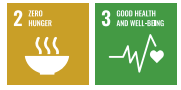 2 ZERO
HUNGER
3 GOOD HEALTH
AND WELL-BEING